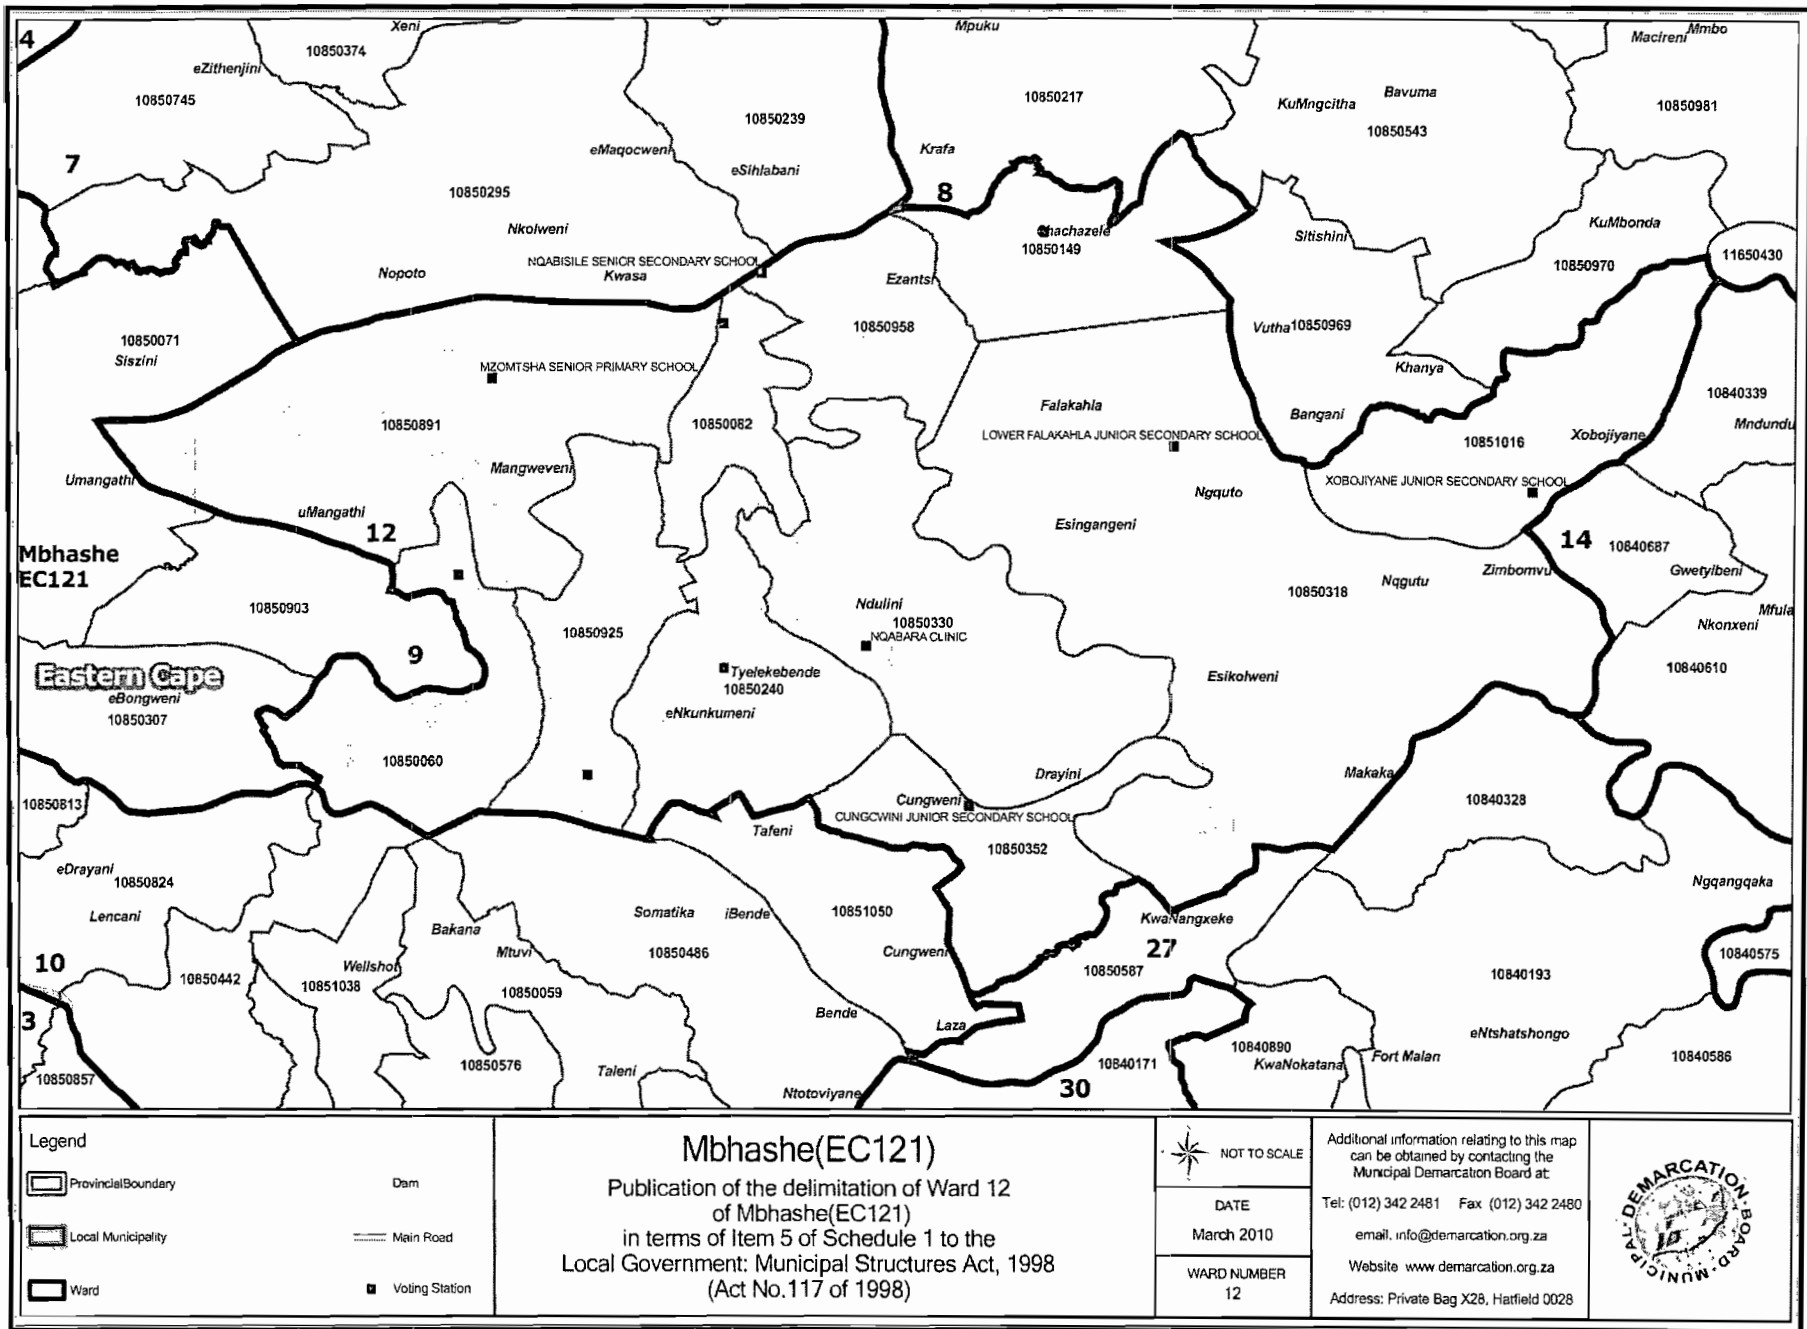 4
Xeni
Mpuku
Mmbo
Macireni
10850374
eZithenjini
10850745
10850217
KuMngcitha
Bavuma
10850981
10850239
10850543
eMaqocweni
Krafa
7
eSihlabani
10850295
8
Nkolweni
KuMbonda
Sitishini
10850149
NQABISILE SENIOR SECONDARY SCHOOL
Nopoto
Kwasa
Ezantsi
10850970
11650430
10850958
Vutha
10850969
10850071
Siszini
MZOMTSHA SENIOR PRIMARY SCHOOL
Khanya
10840339
Falakahla
Bangani
10850891
10850082
Mndundu
LOWER FALAKAHLA JUNIOR SECONDARY SCHOOL
10851016
Xobojiyane
Mangweveni
Umangathi
XOBOJIYANE JUNIOR SECONDARY SCHOOL
Ngquto
uMangathi
Esingangeni
12
14
10840687
Mbhashe
EC121
Zimbomvu
Gwetyibeni
Nqgutu
10850318
10850903
Ndulini
10850330
Mfula
Nkonxeni
10850925
NQABARA CLINIC
9
Eastern Cape
Tyelekebende
10850240
Esikolweni
10840610
eBongweni
10850307
eNkunkumeni
10850060
Drayini
Makaka
10850813
Cungweni
10840328
CUNGCWINI JUNIOR SECONDARY SCHOOL
Tafeni
10850352
eDrayani
10850824
Ngqangqaka
Lencani
Somatika
iBende
10851050
KwaNangxeke
Bakana
27
Mtuvi
10850486
Cungweni
10840575
10
Wellshot
10850587
10840193
10850442
10851038
10850059
3
Bende
Laza
eNtshatshongo
10840890
Fort Malan
10840586
10850576
10840171
KwaNokatana
Taleni
10850857
30
Ntotoviyane
Legend
ProvincialBoundary
Dam
Local Municipality
Main Road
Ward
Voting Station
Mbhashe(EC121)
Publication of the delimitation of Ward 12
of Mbhashe(EC121)
in terms of Item 5 of Schedule 1 to the
Local Government: Municipal Structures Act, 1998
(Act No.117 of 1998)
NOT TO SCALE
DATE
March 2010
WARD NUMBER
12
Additional information relating to this map
can be obtained by contacting the
Municipal Demarcation Board at:
Tel: (012) 342 2481 Fax (012) 342 2480
email. info@demarcation.org.za
Website www demarcation.org.za
Address: Private Bag X28, Hatfield 0028
MUNICIPAL DEMARCATION BOARD